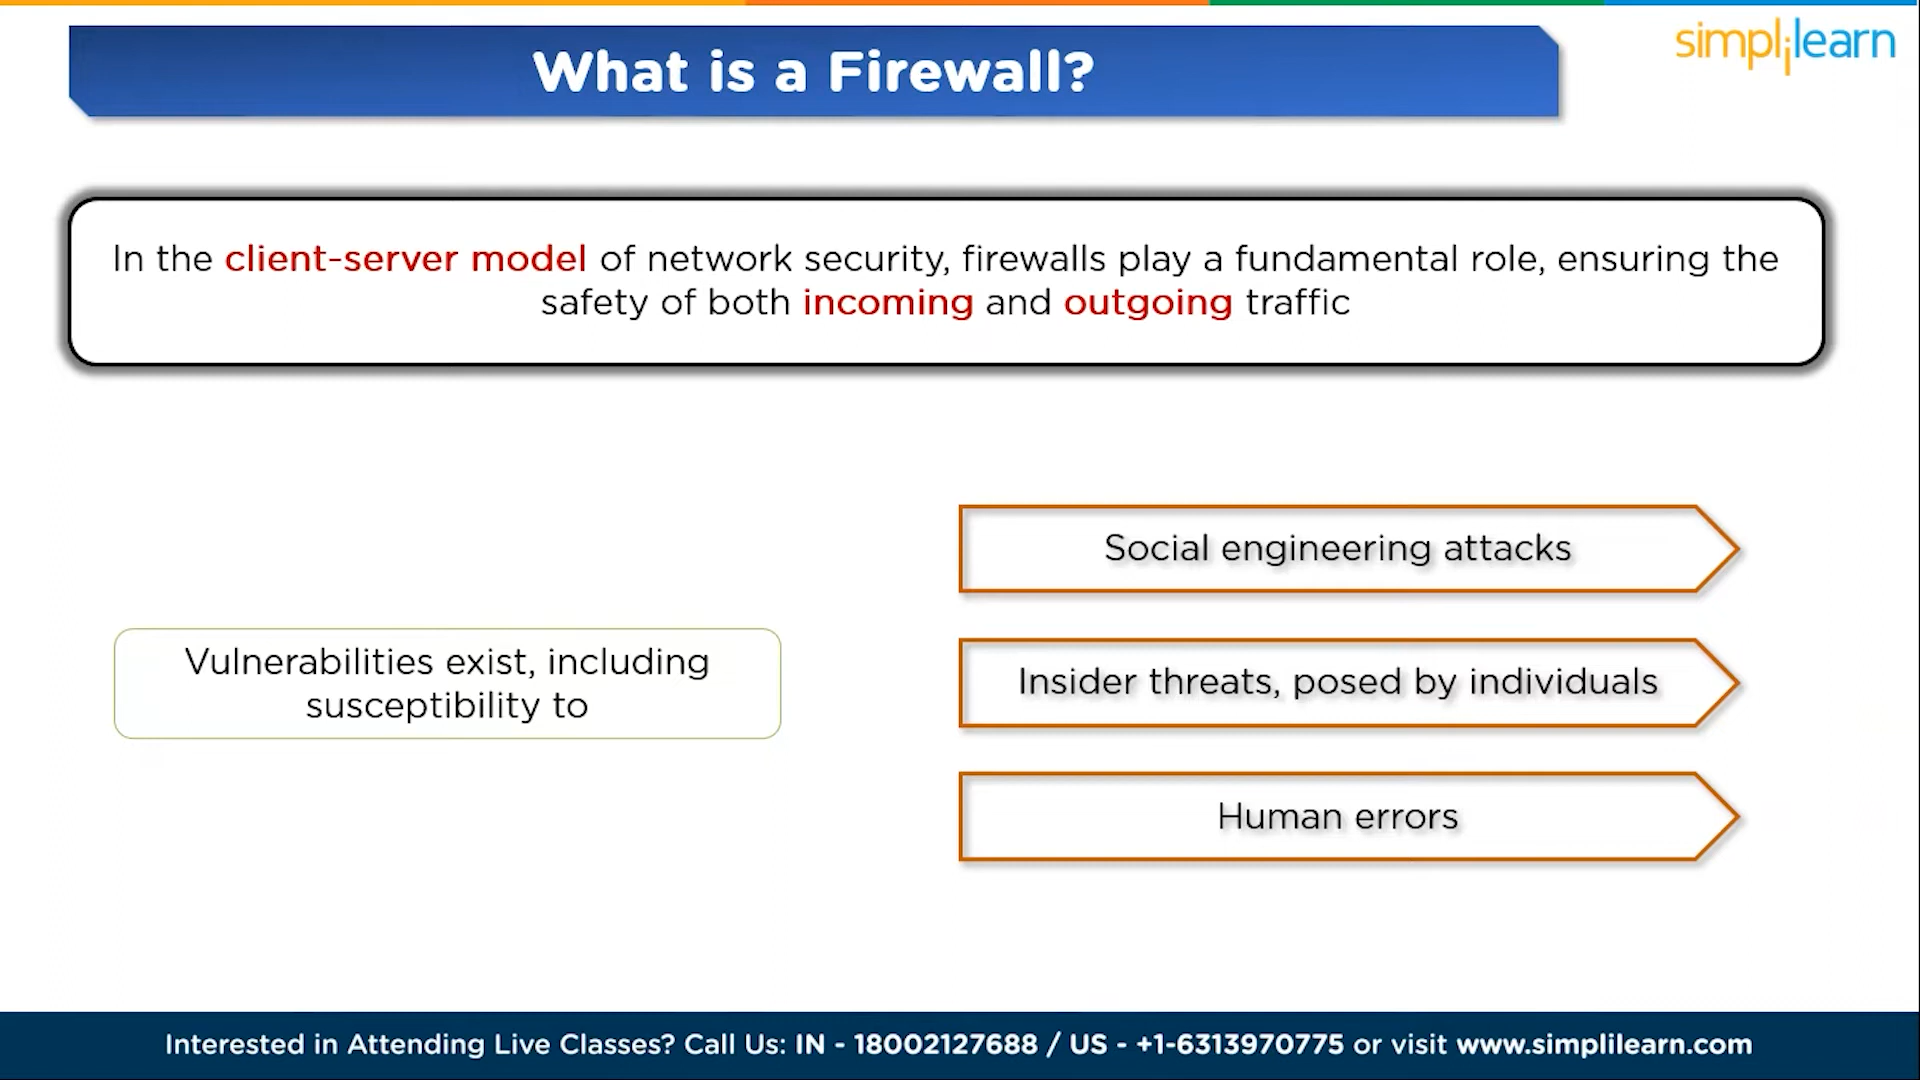 What is a Firewall?
simplilearn
In the client-server model of network security, firewalls play a fundamental role, ensuring the
safety of both incoming and outgoing traffic
Social engineering attacks
Vulnerabilities exist, including
susceptibility to
Insider threats, posed by individuals
Human errors
Interested in Attending Live Classes? Call Us: IN - 18002127688 / US - +1-6313970775 or visit www.simplilearn.com